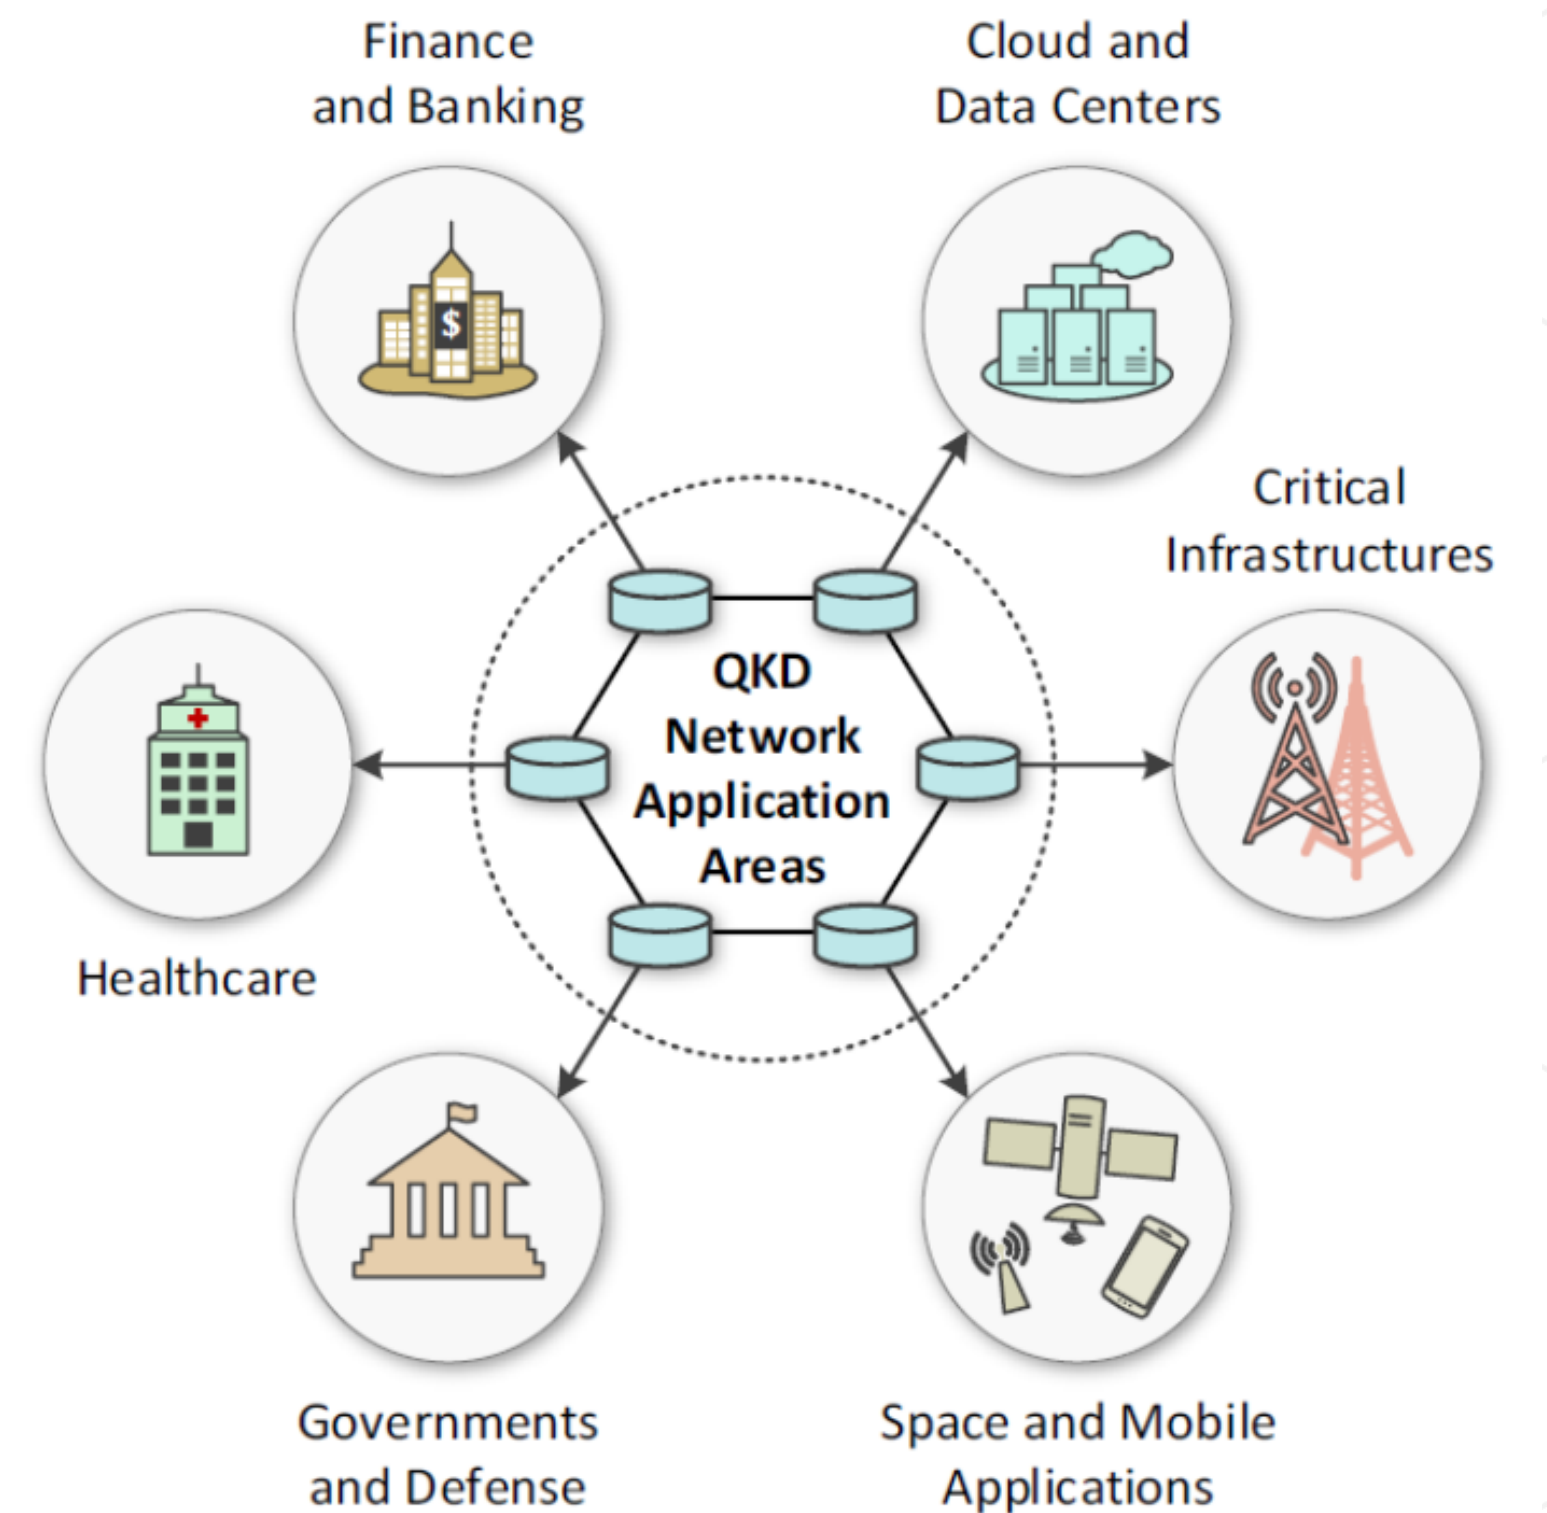 Finance
and Banking
Cloud and
Data Centers
$
Critical
Infrastructures
QKD
Network
Application
Areas
Healthcare
Governments
and Defense
Space and Mobile
Applications